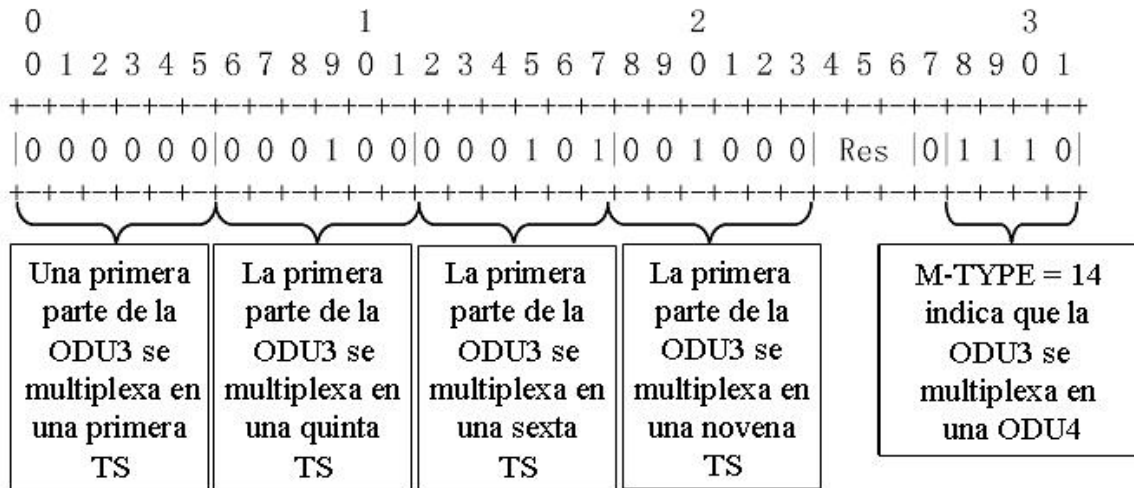 0 1 2 3
0 1 2 3 4 5 6 7 8 9 0 1 2 3 4 5 6 7 8 9 0 1 2 3 4 5 6 7 8 9 0 1
+-+-+-+-+-+-+-+-+-+-+-+-+-+-+-+-+-+-+-+-+-+-+-+-+-+-+-+-+-+-+-+-+
|0 0 0 0 0 0|0 0 0 1 0 0|0 0 0 1 0 1|0 0 1 0 0 0| Res |0|1 1 1 0|
+-+-+-+-+-+-+-+-+-+-+-+-+-+-+-+-+-+-+-+-+-+-+-+-+-+-+-+-+-+-+-+-+
Una primera
parte de la
ODU3 se
multiplexa en
una primera
TS
La primera
parte de la
ODU3 se
multiplexa en
una quinta
TS
La primera
parte de la
ODU3 se
multiplexa en
una sexta
TS
La primera
parte de la
ODU3 se
multiplexa en
una novena
TS
M-TYPE = 14
indica que la
ODU3 se
multiplexa en
una ODU4